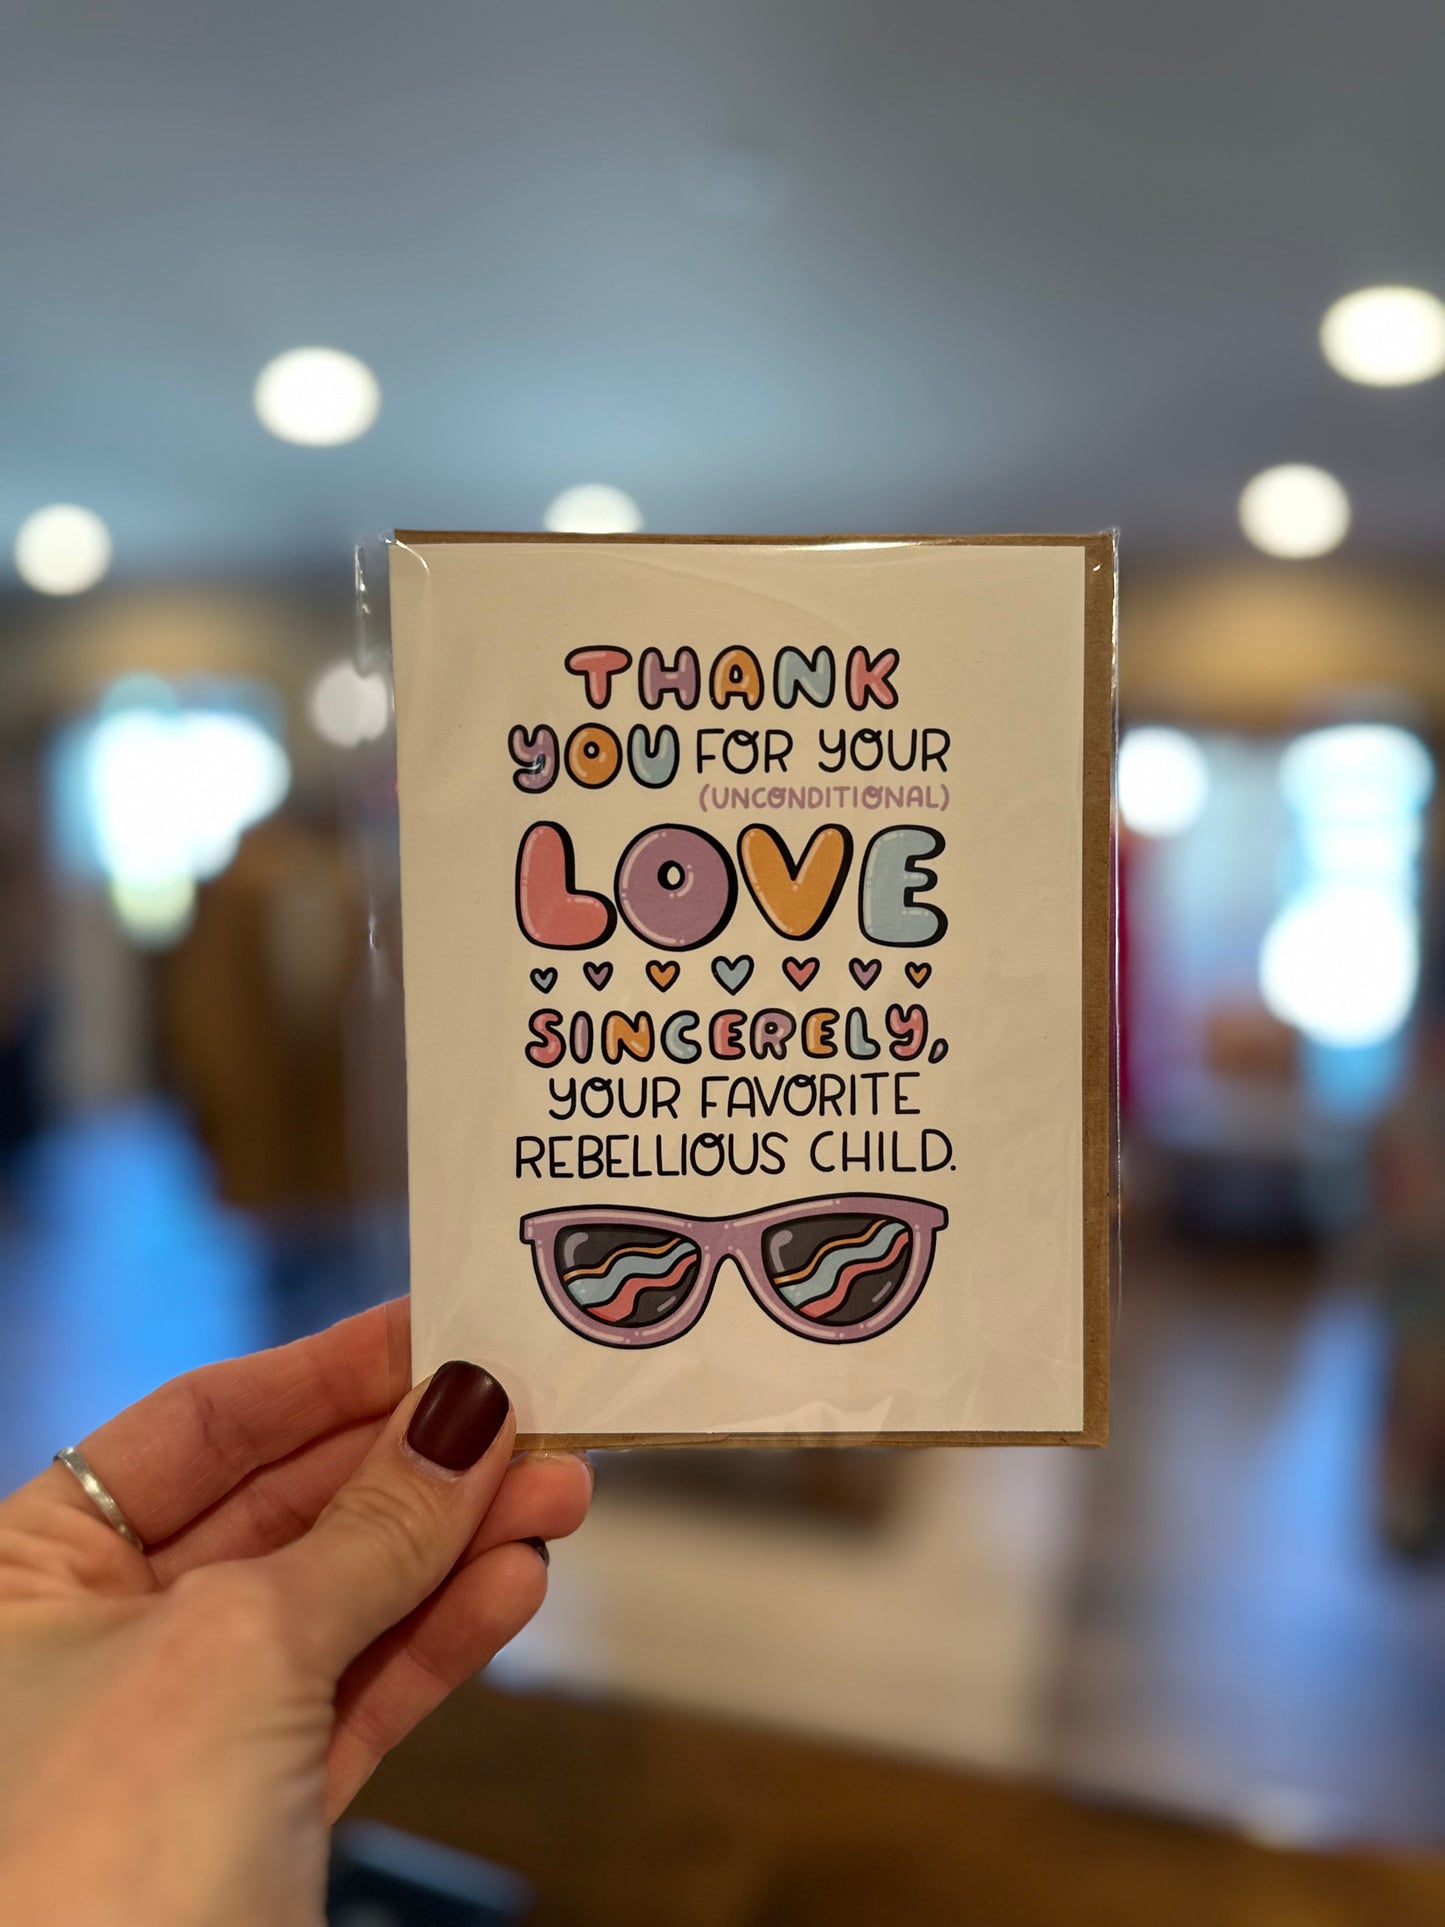 THANK
YOU FOR YOUR
(UNCONDITIONAL)
LOVE
SINCERELY,
YOUR FAVORITE
REBELLIOUS CHILD.